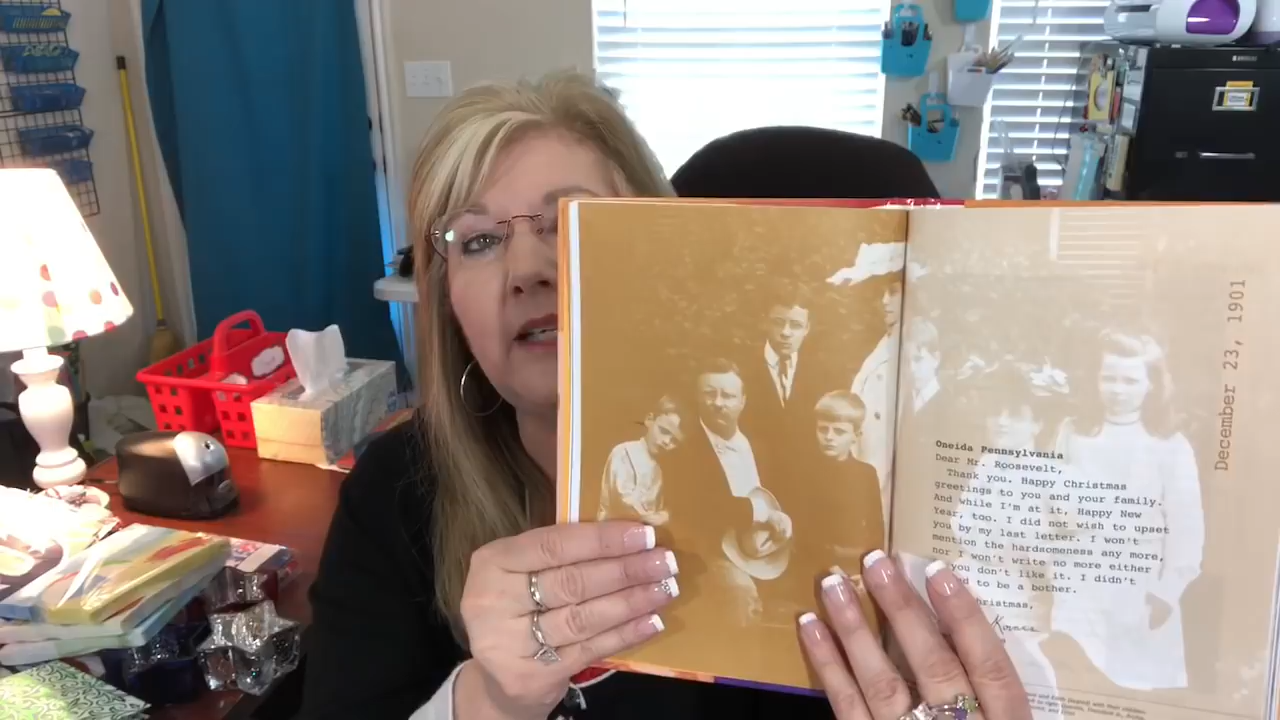 December 23, 1901
Oneida Pennsylvania
Dear Mr. Roosevelt,
Thank you. Happy Christmas
greetings to you and your family.
And while I'm at it, Happy New
Year, too. I did not wish to upset
you by my last letter. I won't
mention the handsomeness any more,
nor I won't write no more either
you don't like it. I didn't
to be a bother.
Christmas,